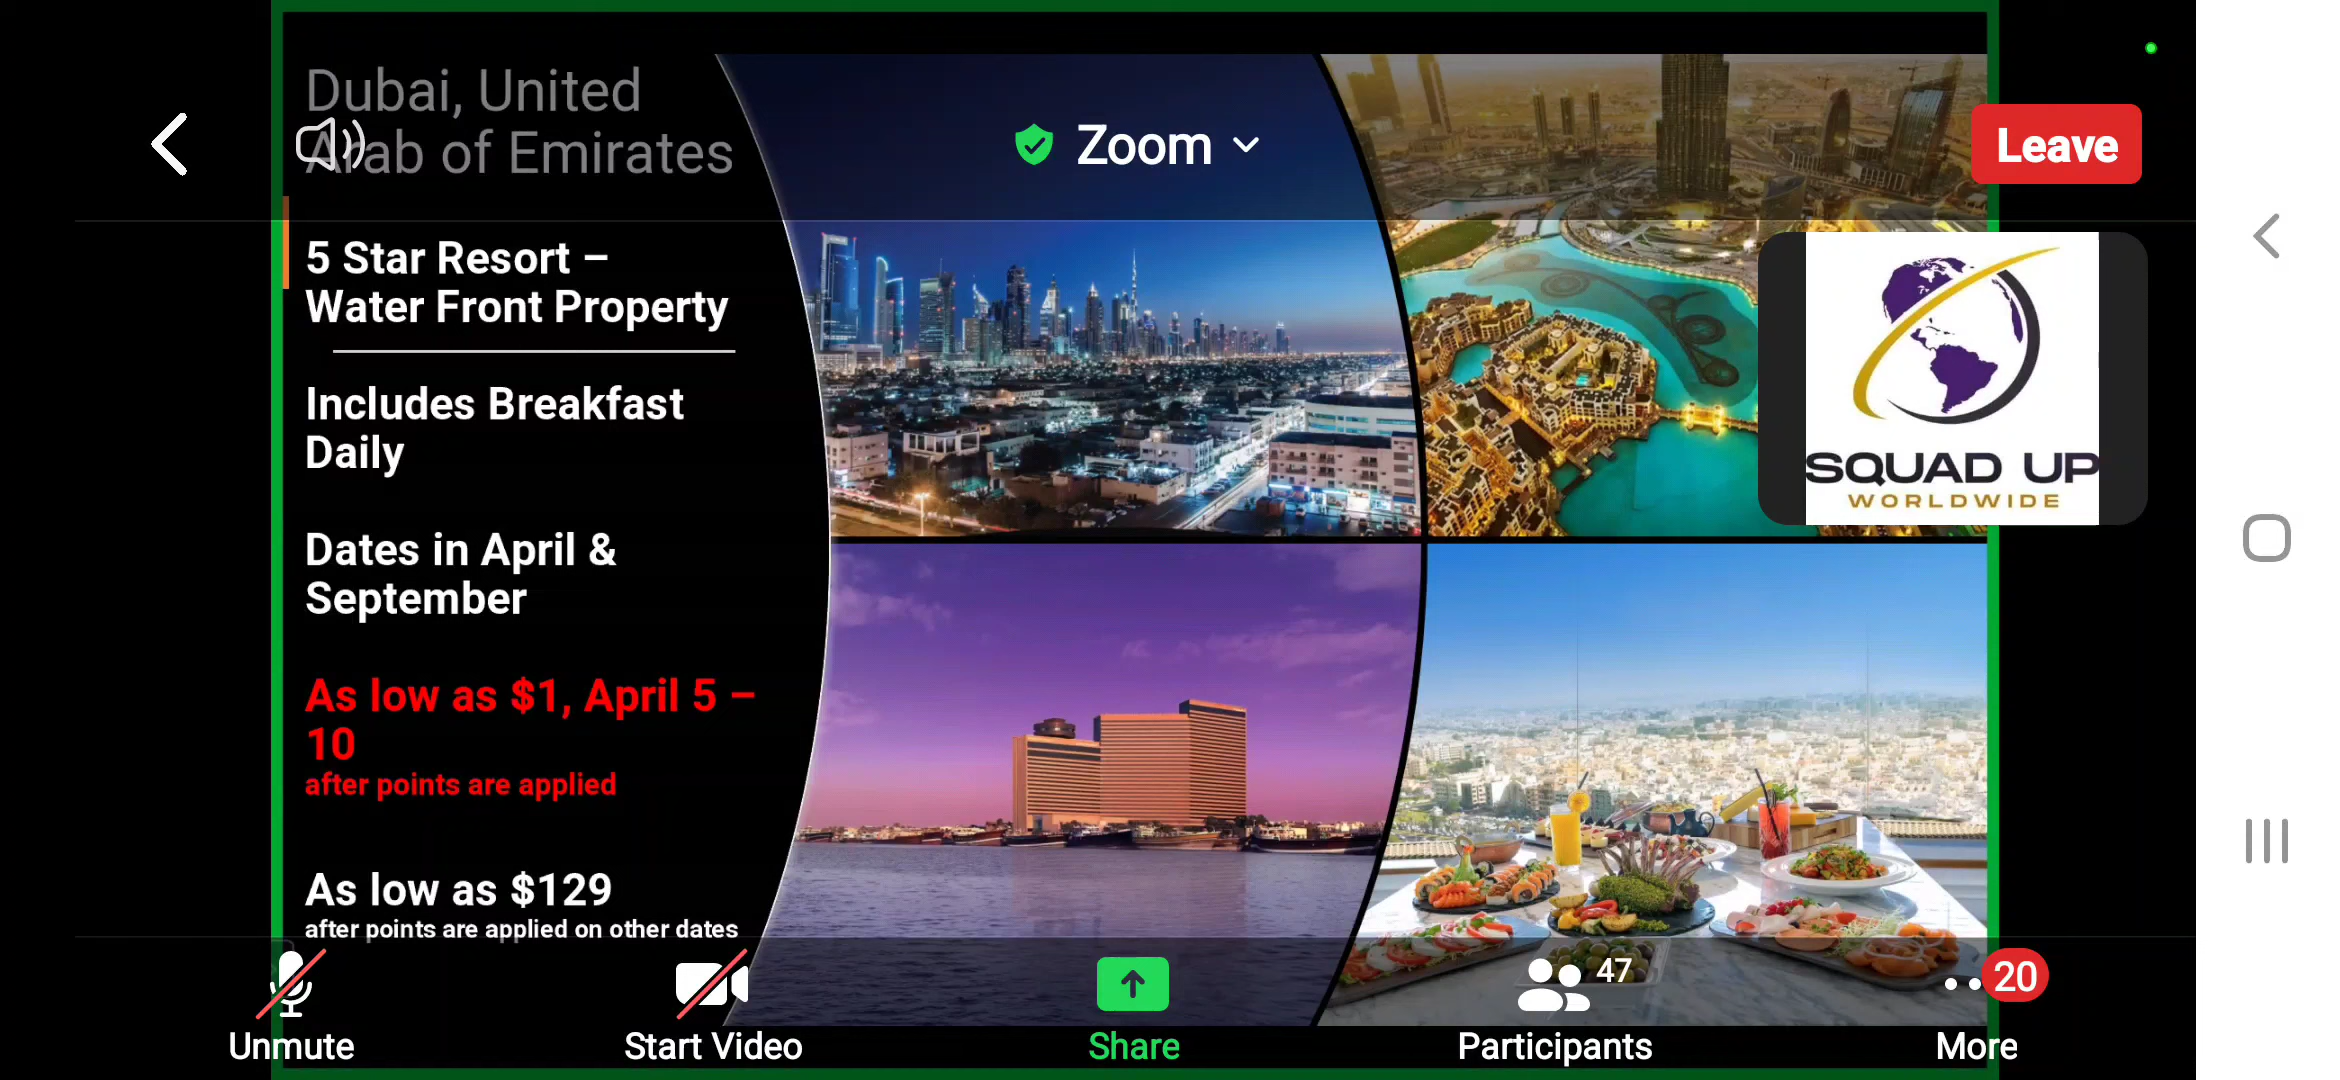 Dubai, United
Arab of Emirates
Zoom
Leave
5 Star Resort –
Water Front Property
SQUAD UP
WORLDWIDE
Includes Breakfast
Daily
Dates in April &
September
As low as $1, April 5 –
10
after points are applied
As low as $129
after points are applied on other dates
47
20
Unmute
Start Video
Share
Participants
More